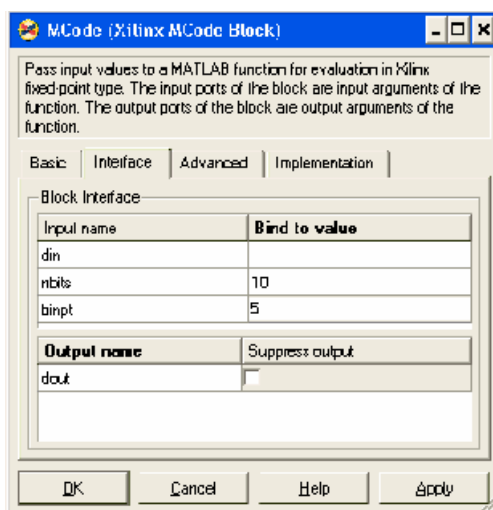 MCode (Xilinx MCode Block)
Pass input values to a MATLAB function for evaluation in Xilinx
fixed-point type. The input ports of the block are input arguments of the
function. The output ports of the block are output arguments of the
function.
Basic Interface Advanced Implementation
Block Interface
Input name Bind to value
din
nbits 10
binpt 5
Output name Suppress output
dout
OK Cancel Help Apply